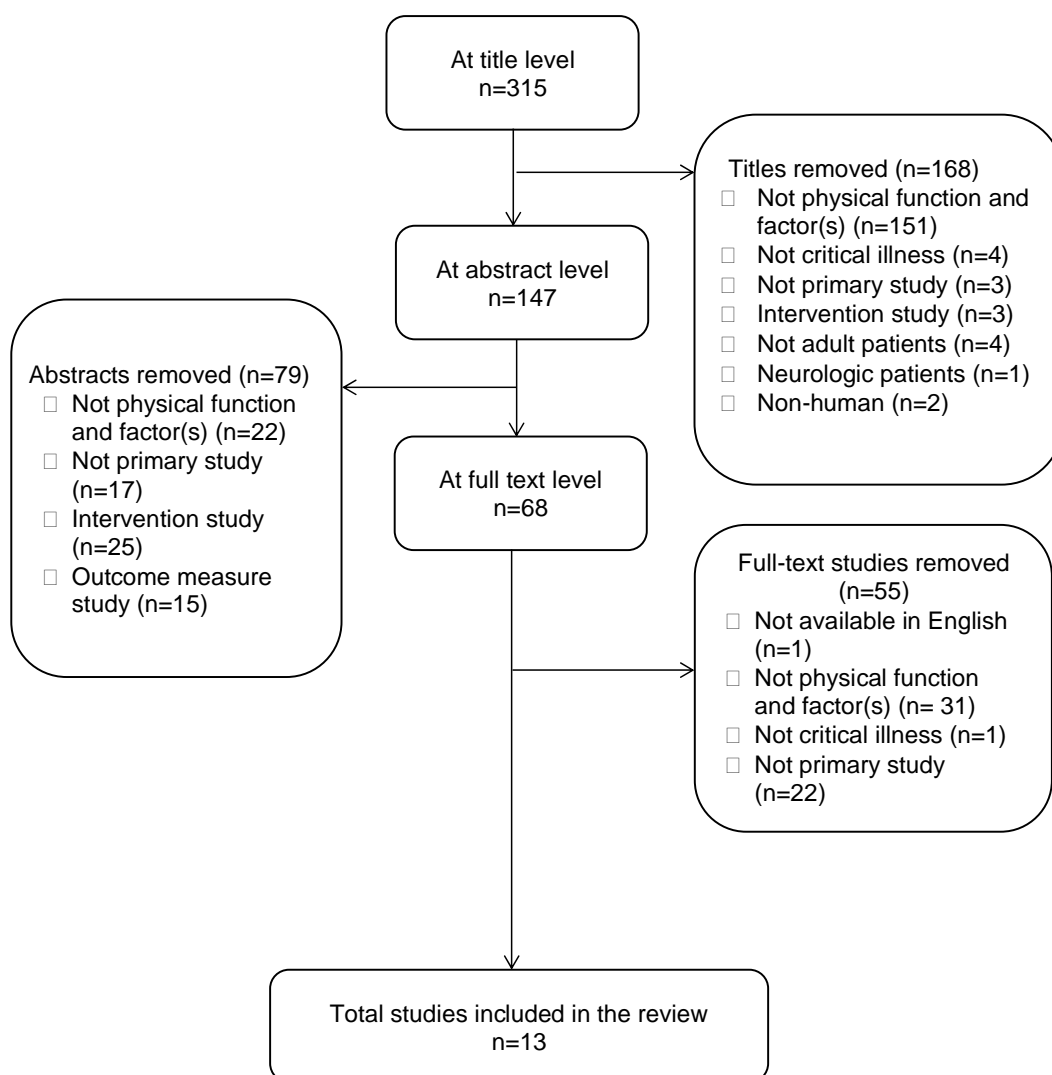 At title level
n=315
Titles removed (n=168)
□ Not physical function and
factor(s) (n=151)
□ Not critical illness (n=4)
□ Not primary study (n=3)
□ Intervention study (n=3)
□ Not adult patients (n=4)
□ Neurologic patients (n=1)
□ Non-human (n=2)
At abstract level
n=147
Abstracts removed (n=79)
□ Not physical function
and factor(s) (n=22)
□ Not primary study
(n=17)
□ Intervention study
(n=25)
□ Outcome measure
study (n=15)
At full text level
n=68
Full-text studies removed
(n=55)
□ Not available in English
(n=1)
□ Not physical function
and factor(s) (n= 31)
□ Not critical illness (n=1)
□ Not primary study
(n=22)
Total studies included in the review
n=13